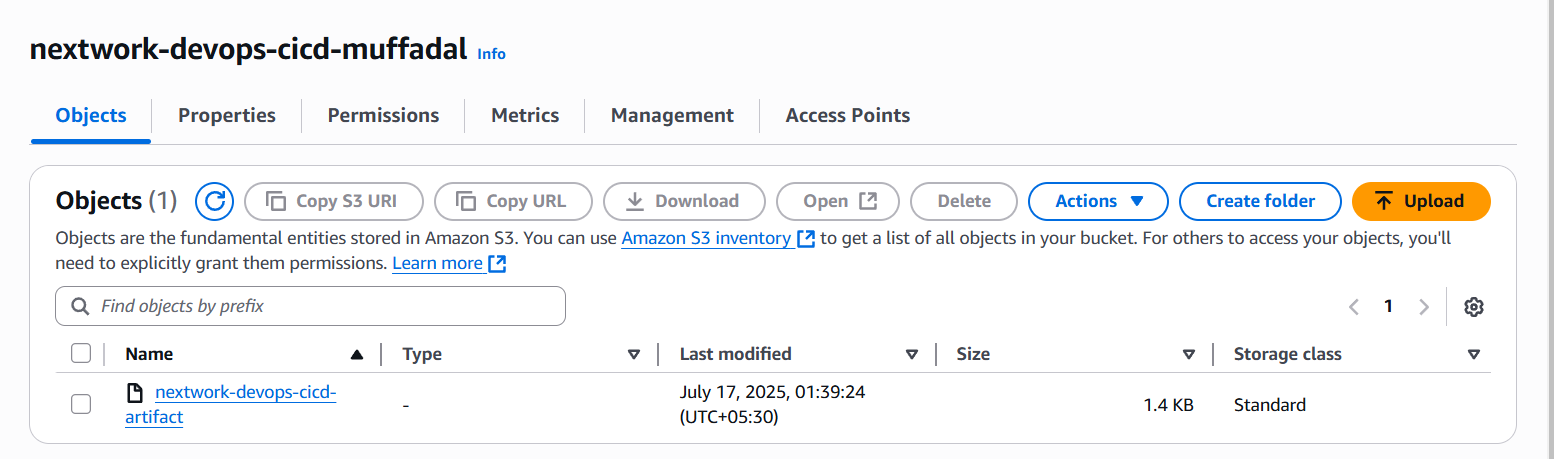 nextwork-devops-cicd-muffadal Info
Objects Properties Permissions Metrics Management Access Points
Objects (1) Copy S3 URI Copy URL Download Open Delete Actions Create folder Upload
Objects are the fundamental entities stored in Amazon S3. You can use Amazon S3 inventory to get a list of all objects in your bucket. For others to access your objects, you'll
need to explicitly grant them permissions. Learn more
Find objects by prefix 1
Name Type Last modified Size Storage class
nextwork-devops-cicd- July 17, 2025, 01:39:24
artifact - (UTC+05:30) 1.4 KB Standard